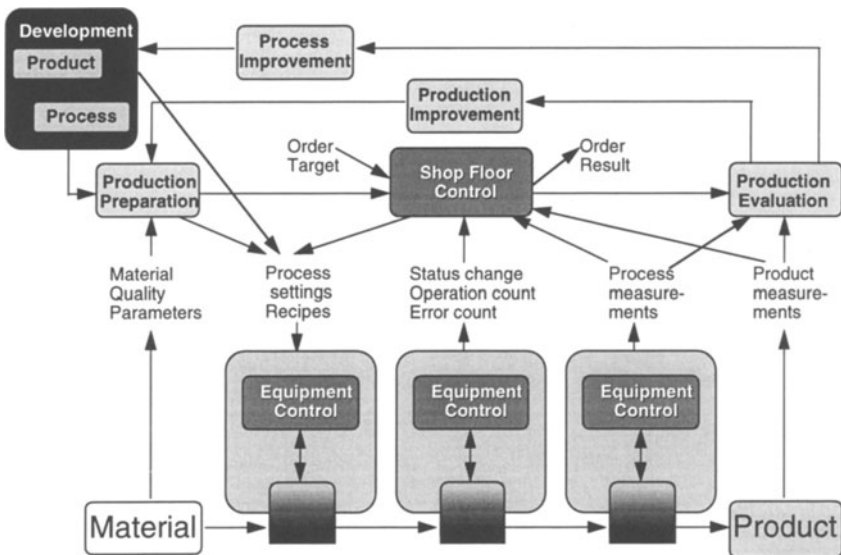 Development
Product
Process
Process
Improvement
Production
Improvement
Order
Target
Order
Result
Production
Preparation
Shop Floor
Control
Production
Evaluation
Material
Quality
Parameters
Process
settings
Recipes
Status change
Operation count
Error count
Process
measure-
ments
Product
measure-
ments
Equipment
Control
Equipment
Control
Equipment
Control
Material
Product